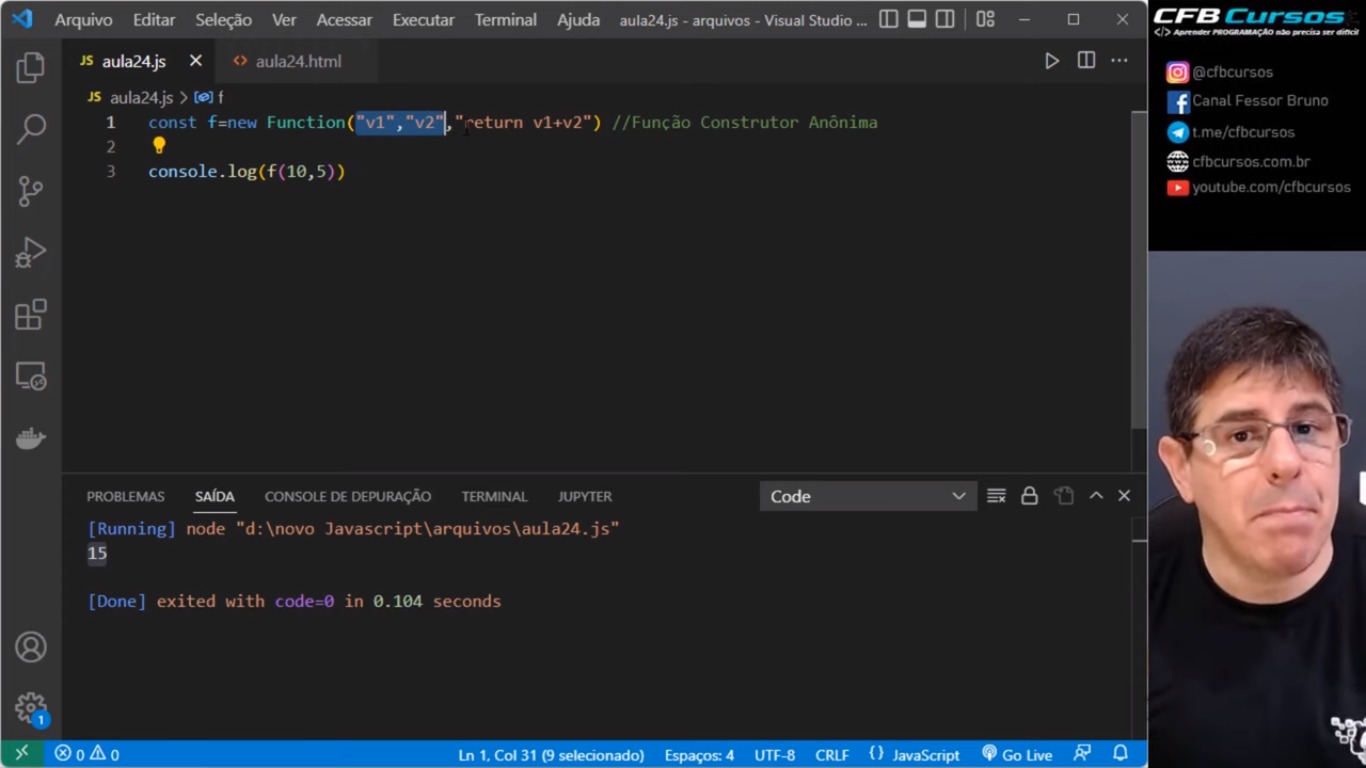 Arquivo Editar Seleção Ver Acessar Executar Terminal Ajuda aula24.js - arquivos - Visual Studio ...
CFB Cursos
</> Aprender PROGRAMAÇÃO não precisa ser difícil
JS aula24.js <> aula24.html
@cfbcursos
Canal Fessor Bruno
t.me/cfbcursos
cfbcursos.com.br
youtube.com/cfbcursos
JS aula24.js > f
1 const f=new Function("v1","v2","return v1+v2") //Função Construtor Anônima
2
3 console.log(f(10,5))
PROBLEMAS SAÍDA CONSOLE DE DEPURAÇÃO TERMINAL JUPYTER Code
[Running] node "d:\novo Javascript\arquivos\aula24.js"
15
[Done] exited with code=0 in 0.104 seconds
1
0 0 Ln 1, Col 31 (9 selecionado) Espaços: 4 UTF-8 CRLF {} JavaScript Go Live